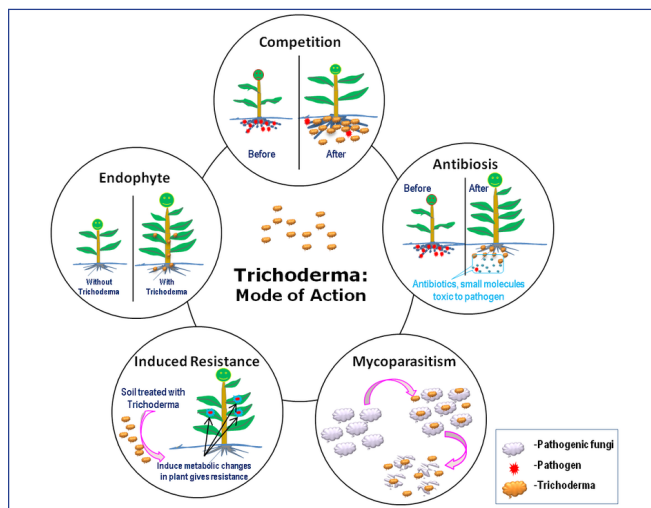 Competition
Before
After
Endophyte
Without
Trichoderma
With
Trichoderma
Antibiosis
Before
After
Antibiotics, small molecules
toxic to pathogen
Trichoderma:
Mode of Action
Induced Resistance
Soil treated with
Trichoderma
Induce metabolic changes
in plant gives resistance
Mycoparasitism
-Pathogenic fungi
-Pathogen
-Trichoderma